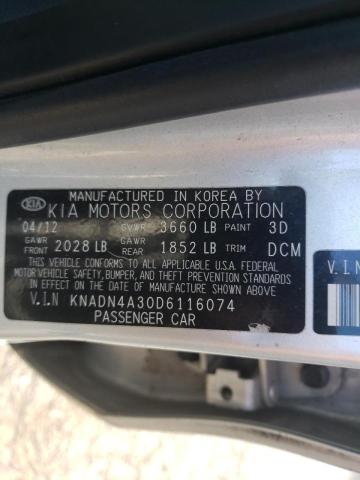 MANUFACTURED IN KOREA BY
KIA KIA MOTORS CORPORATION
04/12 GVWR 3660 LB PAINT 3D
GAWR FRONT 2028 LB GAWR REAR 1852 LB TRIM DCM
THIS VEHICLE CONFORMS TO ALL APPLICABLE U.S.A FEDERAL
MOTOR VEHICLE SAFETY, BUMPER, AND THEFT PREVENTION STANDARDS
IN EFFECT ON THE DATE OF MANUFACTURE SHOWN ABOVE.
V.I.N KNADN4A30D6116074
PASSENGER CAR
V.I.N